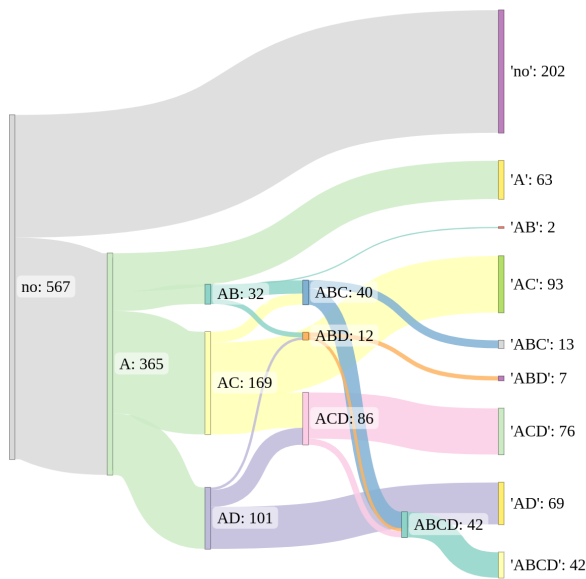 'no': 202
'A': 63
'AB': 2
'AC': 93
no: 567
AB: 32
ABC: 40
ABD: 12
'ABC': 13
A: 365
AC: 169
'ABD': 7
ACD: 86
'ACD': 76
AD: 101
ABCD: 42
'AD': 69
'ABCD': 42